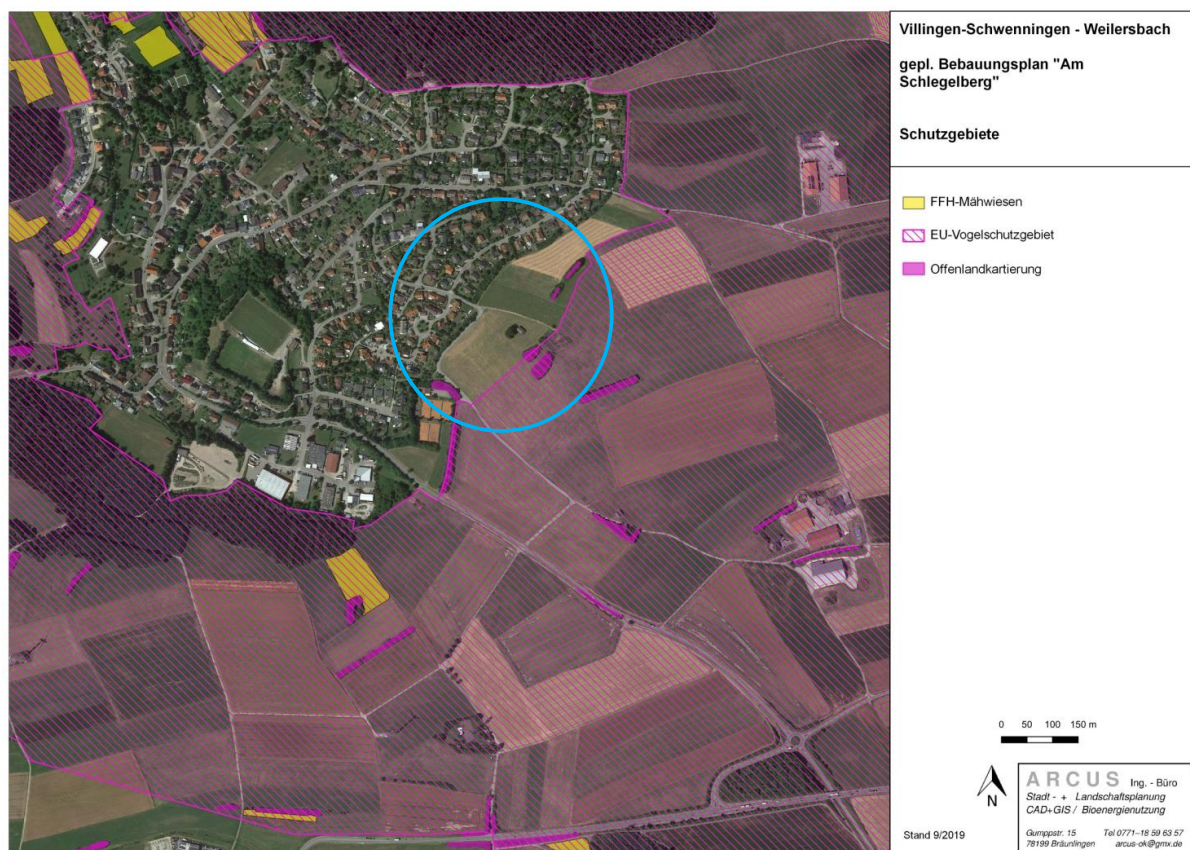 Villingen-Schwenningen - Weilersbach
gepl. Bebauungsplan "Am
Schlegelberg"
Schutzgebiete
FFH-Mähwiesen
EU-Vogelschutzgebiet
Offenlandkartierung
0 50 100 150 m
N
Stand 9/2019
ARCUS Ing. - Büro
Stadt - + Landschaftsplanung
CAD+GIS / Bioenergienutzung
Gumppstr. 15 Tel 0771-18 59 63 57
78199 Bräunlingen arcus-ok@gmx.de